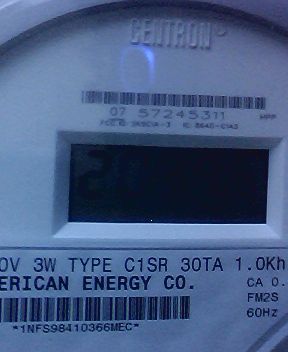 CENTRON®
07 57245311
0V 3W TYPE C1SR 30TA 1.0Kh
ERICAN ENERGY CO.
CA 0.
FM2S
60Hz
*1NFS98410366MEC*